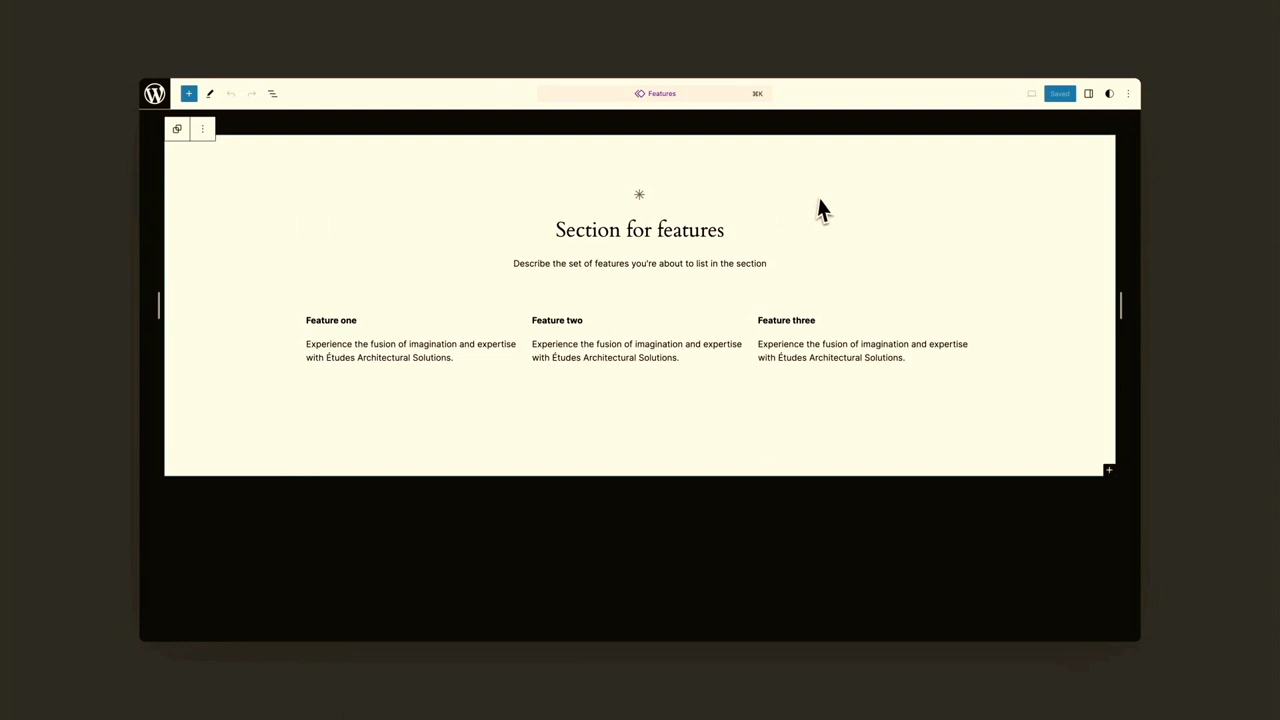 Features
⌘K
Saved
Section for features
Describe the set of features you're about to list in the section
Feature one
Experience the fusion of imagination and expertise
with Études Architectural Solutions.
Feature two
Experience the fusion of imagination and expertise
with Études Architectural Solutions.
Feature three
Experience the fusion of imagination and expertise
with Études Architectural Solutions.